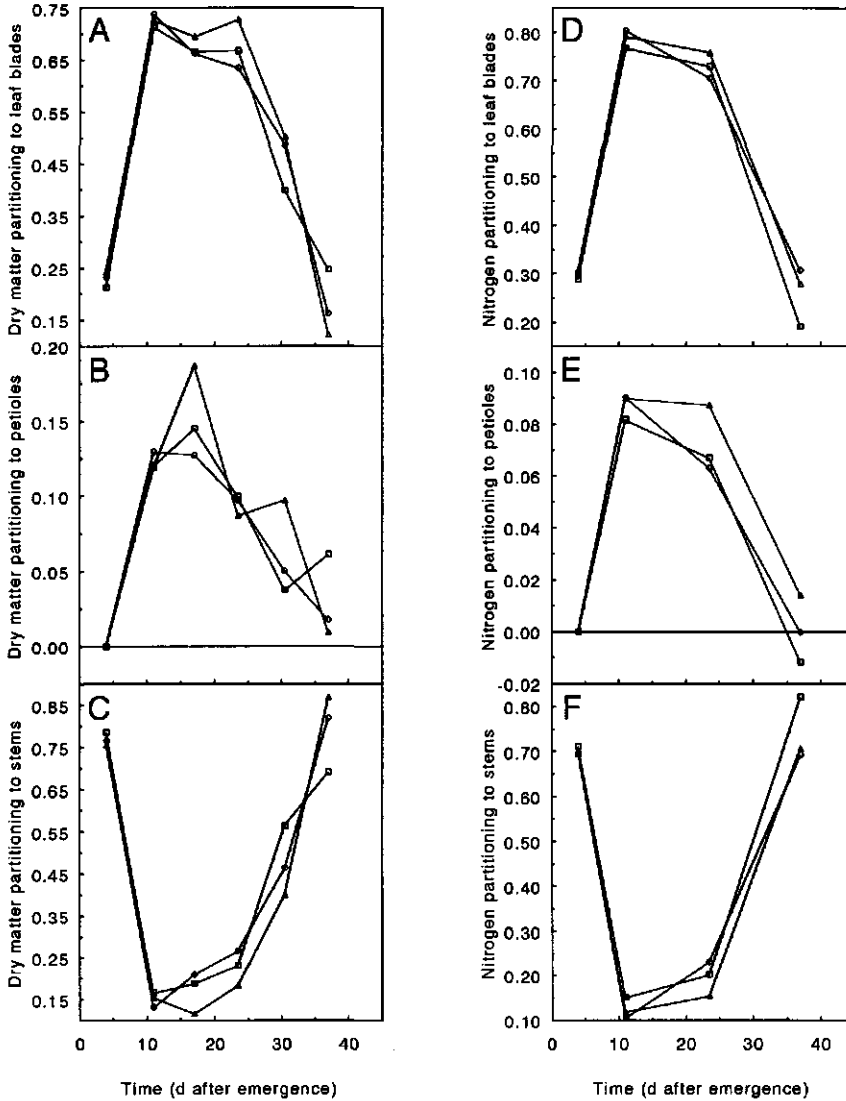 A
Dry matter partitioning to leaf blades
0.75
0.65
0.55
0.45
0.35
0.25
0.15
B
Dry matter partitioning to petioles
0.20
0.15
0.10
0.05
0.00
C
Dry matter partitioning to stems
0.85
0.75
0.65
0.55
0.45
0.35
0.25
0.15
0 10 20 30 40
Time (d after emergence)
D
Nitrogen partitioning to leaf blades
0.80
0.70
0.60
0.50
0.40
0.30
0.20
E
Nitrogen partitioning to petioles
0.10
0.08
0.06
0.04
0.02
0.00
-0.02
F
Nitrogen partitioning to stems
0.80
0.70
0.60
0.50
0.40
0.30
0.20
0.10
0 10 20 30 40
Time (d after emergence)